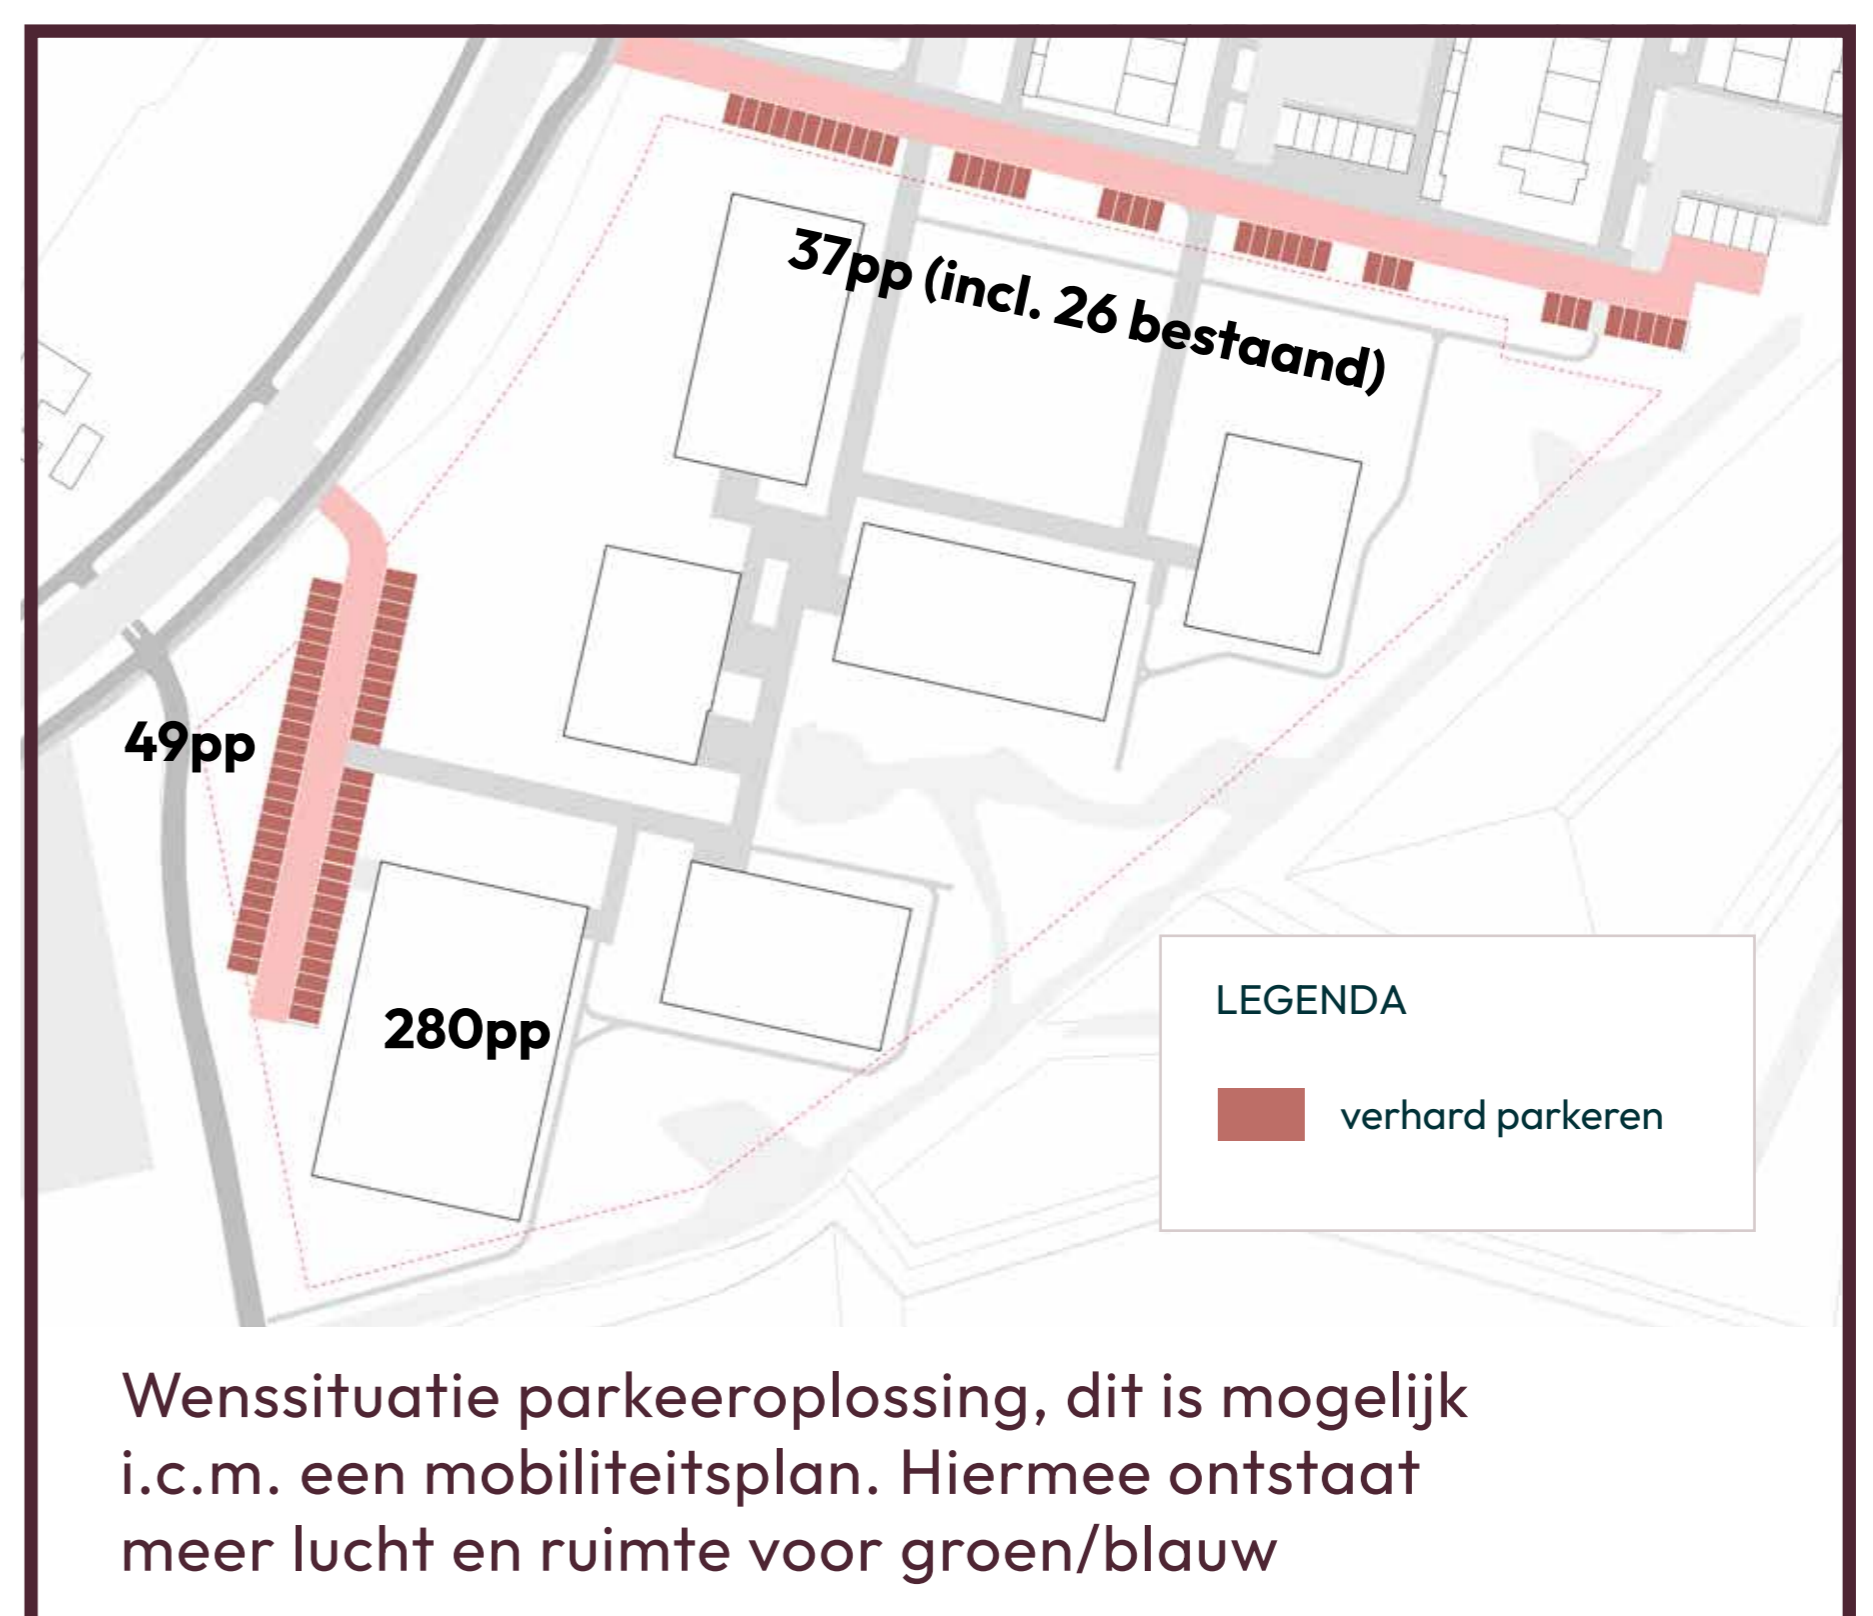 37pp (incl. 26 bestaand)
49pp
280pp
LEGENDA
verhard parkeren
Wenssituatie parkeeroplossing, dit is mogelijk
i.c.m. een mobiliteitsplan. Hiermee ontstaat
meer lucht en ruimte voor groen/blauw